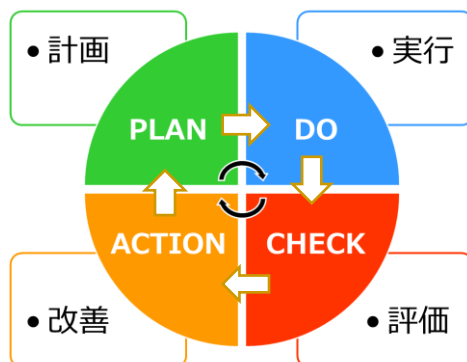 • 計画
• 実行
PLAN
DO
ACTION
CHECK
• 改善
• 評価